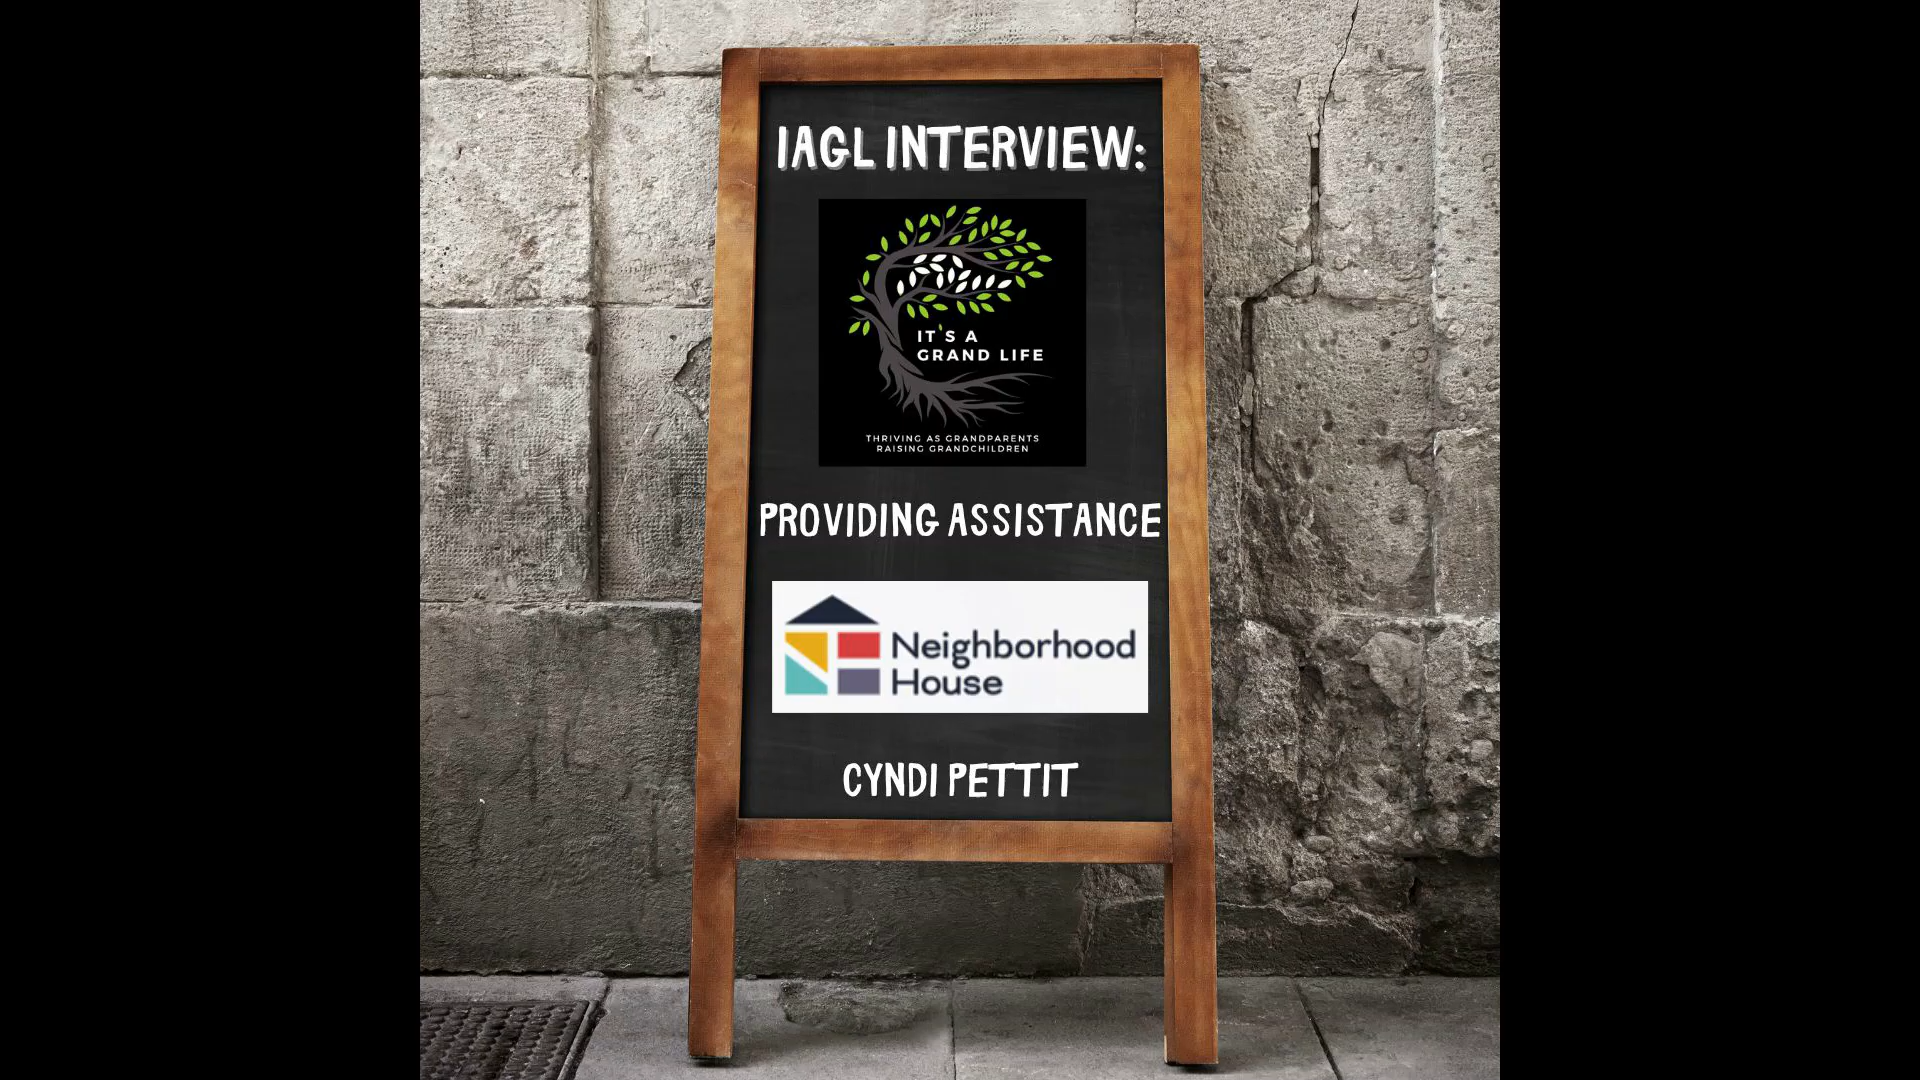 IAGL INTERVIEW:
IT'S A
GRAND LIFE
THRIVING AS GRANDPARENTS
RAISING GRANDCHILDREN
PROVIDING ASSISTANCE
Neighborhood
House
CYNDI PETTIT